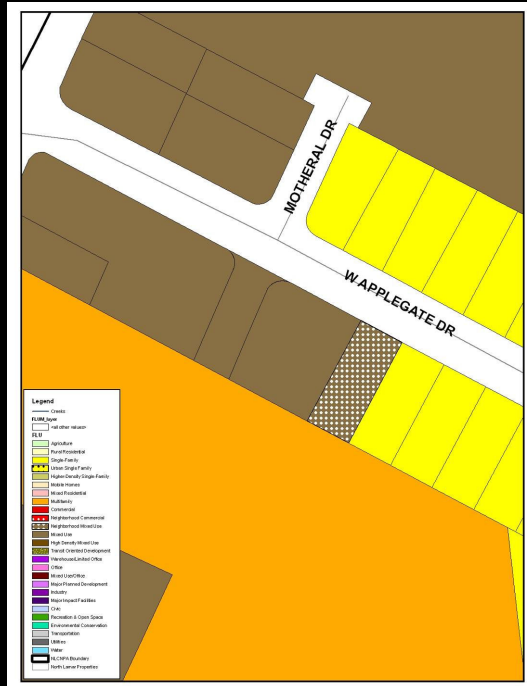 MOTHERAL DR
W APPLEGATE DR
Legend
Creeks
FLUM_layer
<all other values>
FLU
Agriculture
Rural Residential
Single-Family
Urban Single Family
Higher-Density Single-Family
Mobile Homes
Mixed Residential
Multifamily
Commercial
Neighborhood Commercial
Neighborhood Mixed Use
Mixed Use
High Density Mixed Use
Transit Oriented Development
Warehouse/Limited Office
Office
Mixed Use/Office
Major Planned Development
Industry
Major Impact Facilities
Civic
Recreation & Open Space
Environmental Conservation
Transportation
Utilities
Water
NLCNPA Boundary
North Lamar Properties